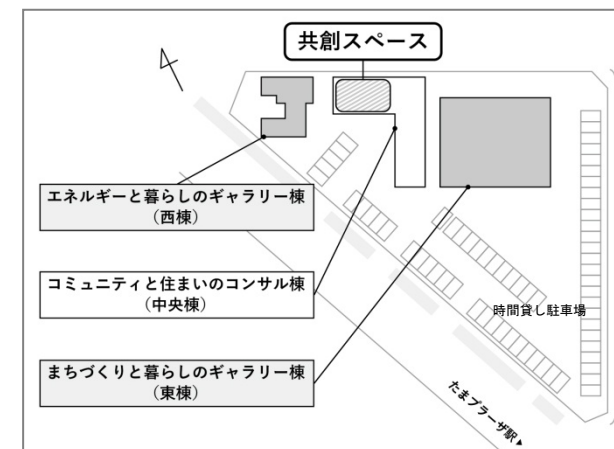 共創スペース
エネルギーと暮らしのギャラリー棟
（西棟）
コミュニティと住まいのコンサル棟
（中央棟）
時間貸し駐車場
まちづくりと暮らしのギャラリー棟
（東棟）
たまプラーザ駅▶